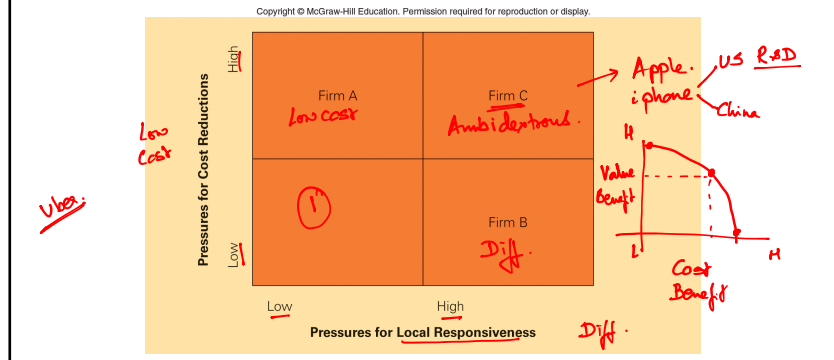 Copyright © McGraw-Hill Education. Permission required for reproduction or display.
High
Pressures for Cost Reductions
Low
Firm A
Low cost
Firm C
Ambidextrous.
Firm B
Diff.
Low
High
Pressures for Local Responsiveness
Diff.
Low
Cost
Uber.
Apple.
iphone
US R&D
China
H
Value
Benefit
L
Cost
Benefit
H